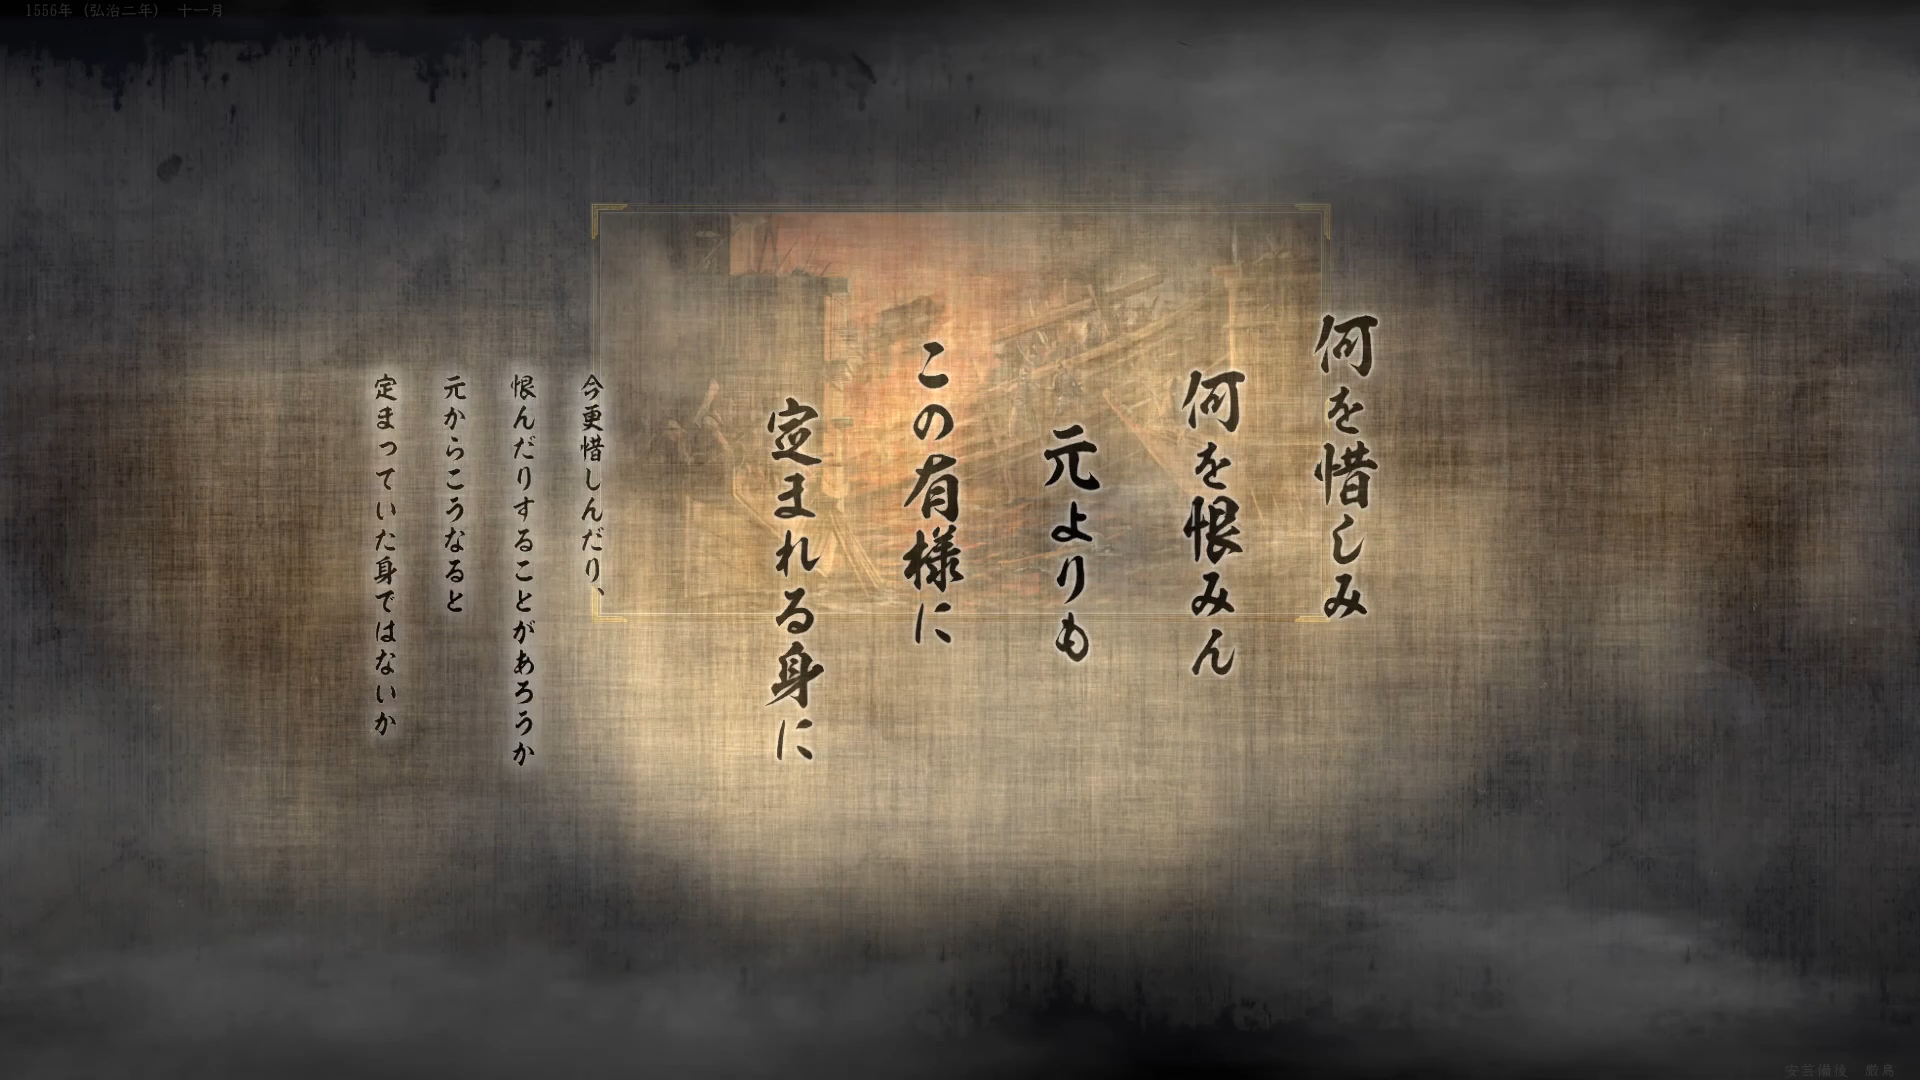 1556年 (弘治二年) 十一月
何を惜しみ
何を恨みん
元よりも
この有様に
定まれる身に
今更惜しんだり、
恨んだりすることがあろうか
元からこうなると
定まっていた身ではないか
安芸備後 厳島